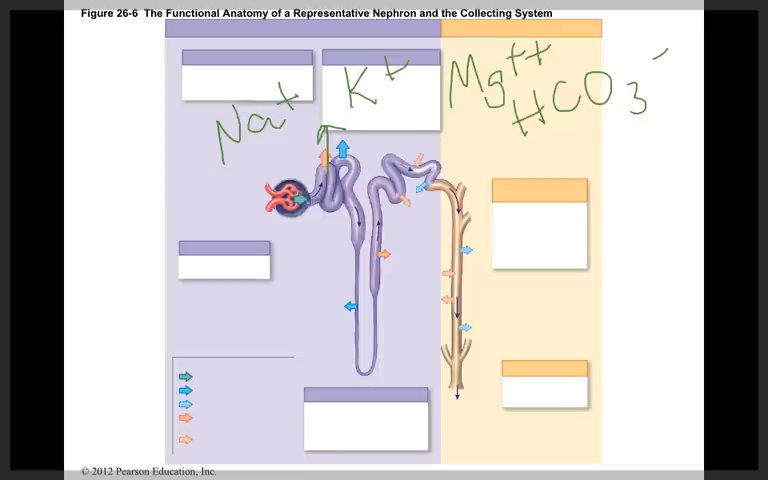 Figure 26-6 The Functional Anatomy of a Representative Nephron and the Collecting System
Na+ K+ Mg++
HCO3-
© 2012 Pearson Education, Inc.